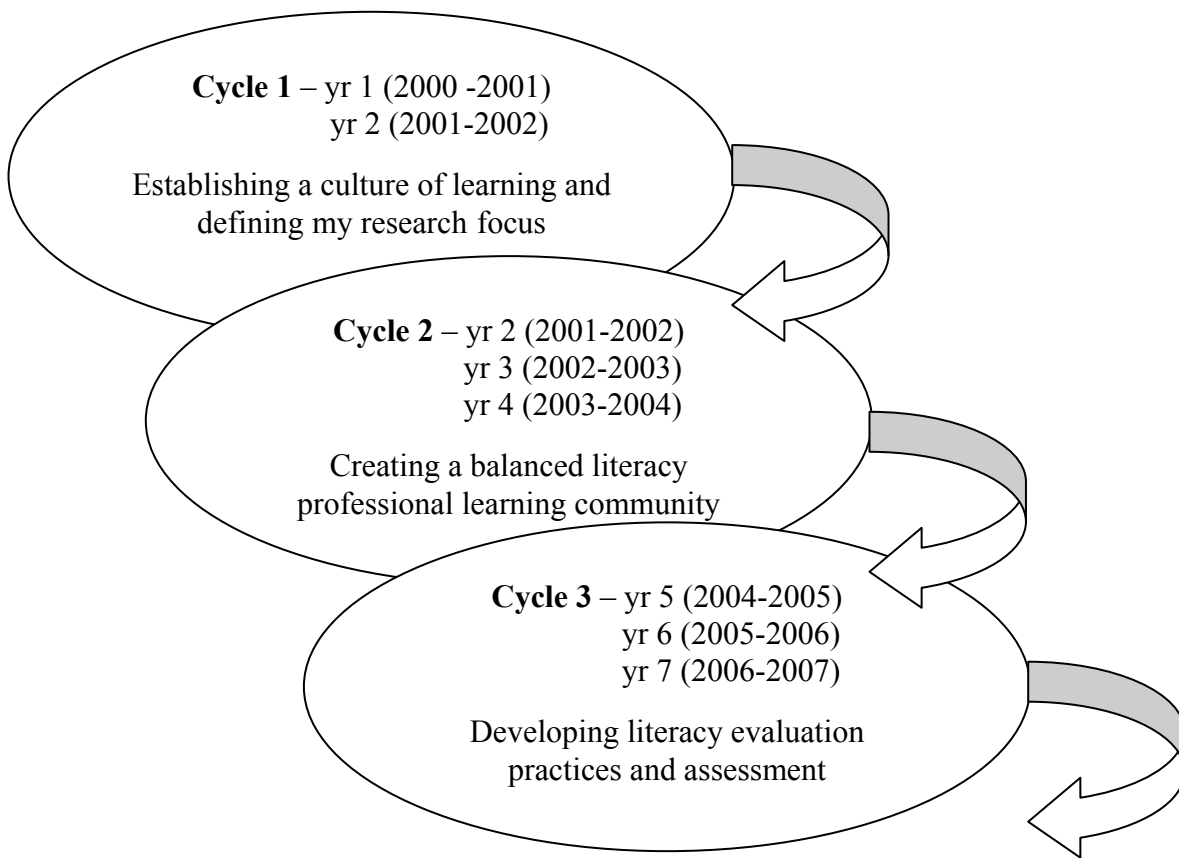 Cycle 1 – yr 1 (2000 -2001)
yr 2 (2001-2002)
Establishing a culture of learning and
defining my research focus
Cycle 2 – yr 2 (2001-2002)
yr 3 (2002-2003)
yr 4 (2003-2004)
Creating a balanced literacy
professional learning community
Cycle 3 – yr 5 (2004-2005)
yr 6 (2005-2006)
yr 7 (2006-2007)
Developing literacy evaluation
practices and assessment